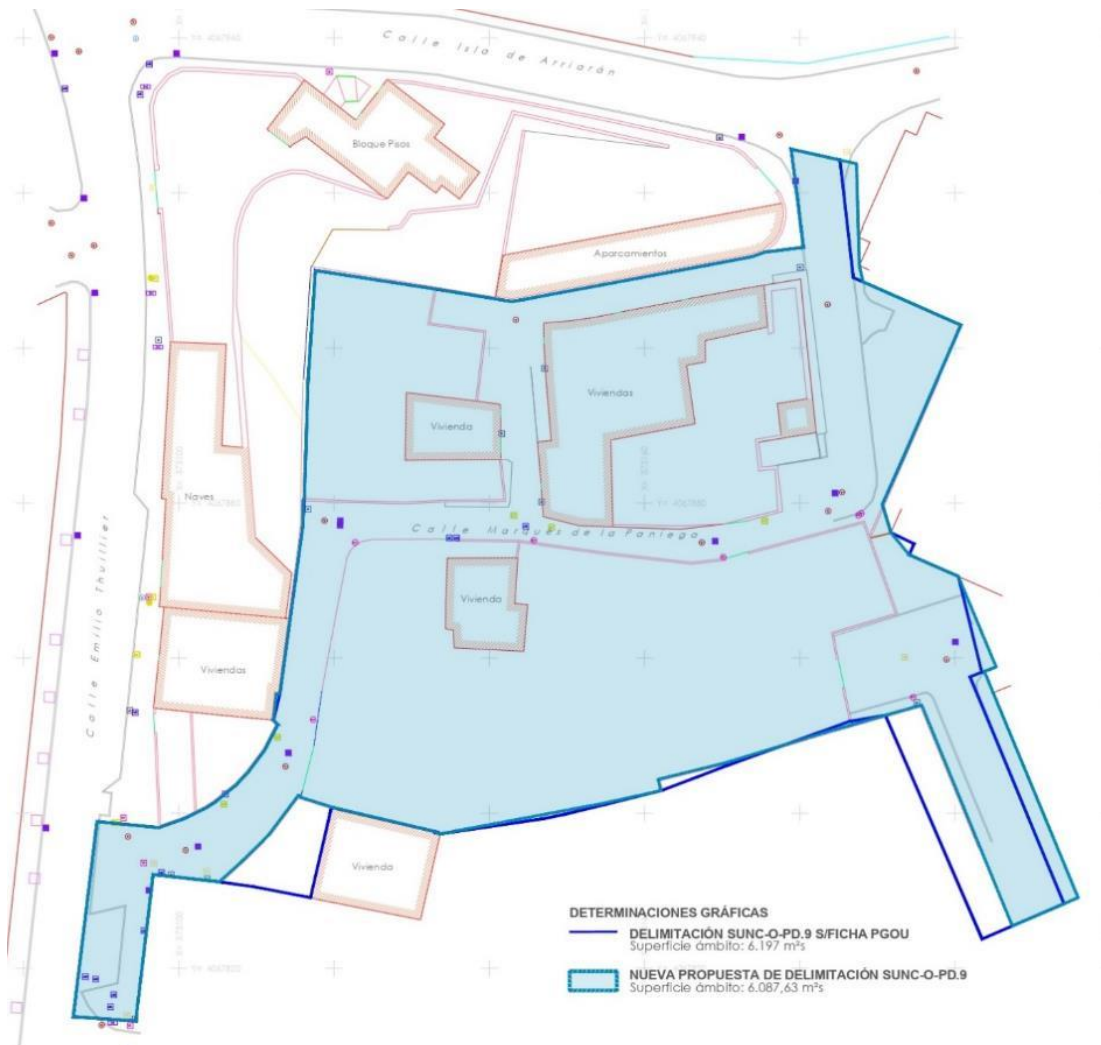 Calle Isla de Arriarán
Bloque Pisos
Aparcamientos
Viviendas
Vivienda
Naves
Calle Marqués de la Paniega
Vivienda
Viviendas
Calle Emilio Thuillier
Vivienda
DETERMINACIONES GRÁFICAS
DELIMITACIÓN SUNC-O-PD.9 S/FICHA PGOU
Superficie ámbito: 6.197 m²s
NUEVA PROPUESTA DE DELIMITACIÓN SUNC-O-PD.9
Superficie ámbito: 6.087,63 m²s